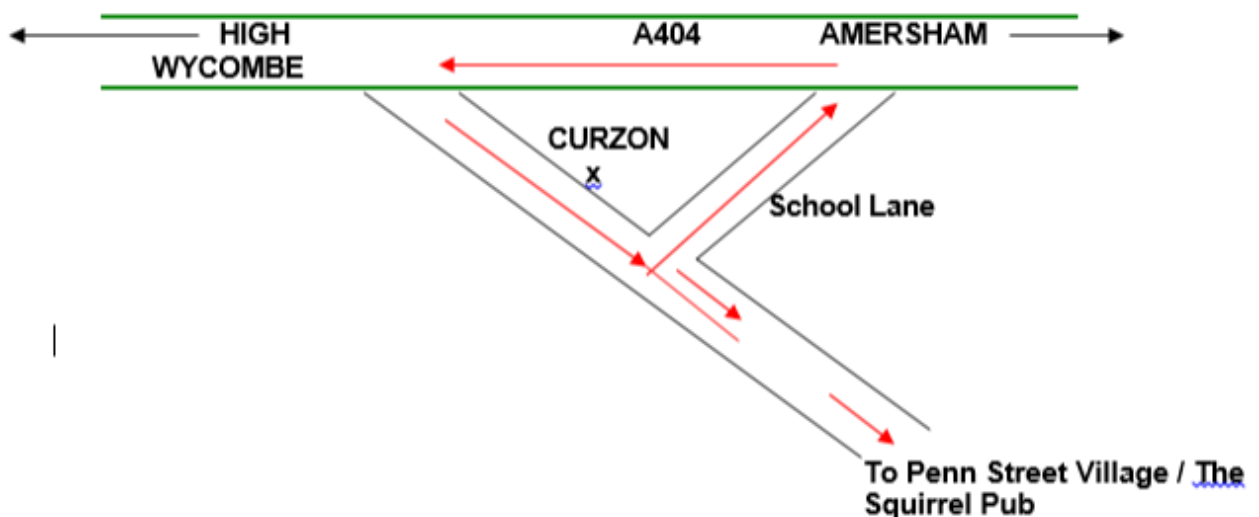 HIGH A404 AMERSHAM
WYCOMBE
CURZON
x
School Lane
To Penn Street Village / The
Squirrel Pub